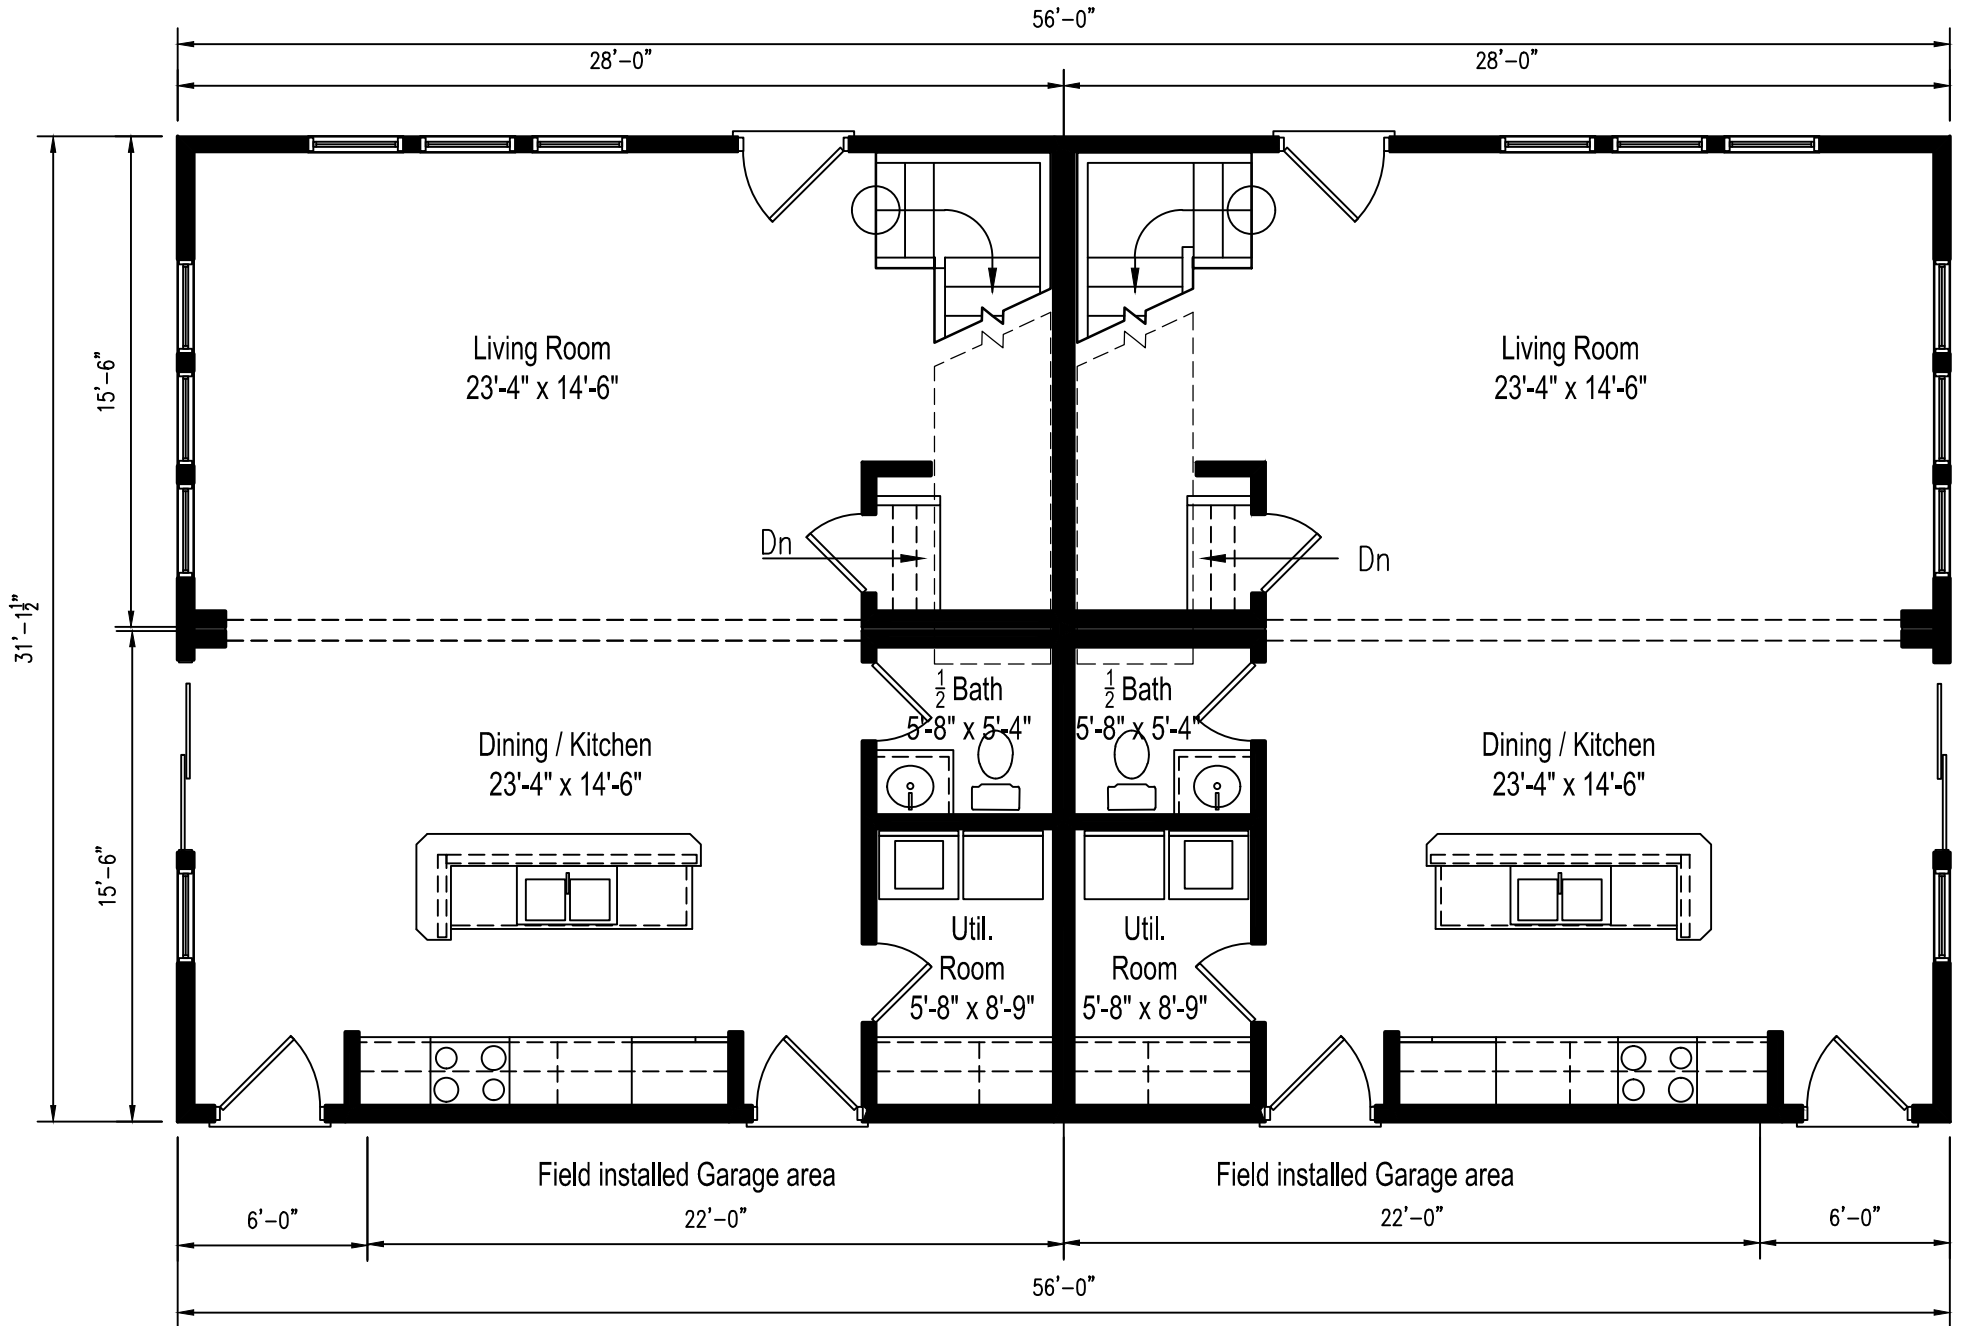 56’-0”
28’-0” 28’-0”
15’-6”
31’-1½”
15’-6”
Living Room
23'-4" x 14'-6"
Living Room
23'-4" x 14'-6"
Dn
Dn
½ Bath
5'-8" x 5'-4"
½ Bath
5'-8" x 5'-4"
Dining / Kitchen
23'-4" x 14'-6"
Dining / Kitchen
23'-4" x 14'-6"
Util.
Room
5'-8" x 8'-9"
Util.
Room
5'-8" x 8'-9"
Field installed Garage area
Field installed Garage area
6’-0” 22’-0” 22’-0” 6’-0”
56’-0”